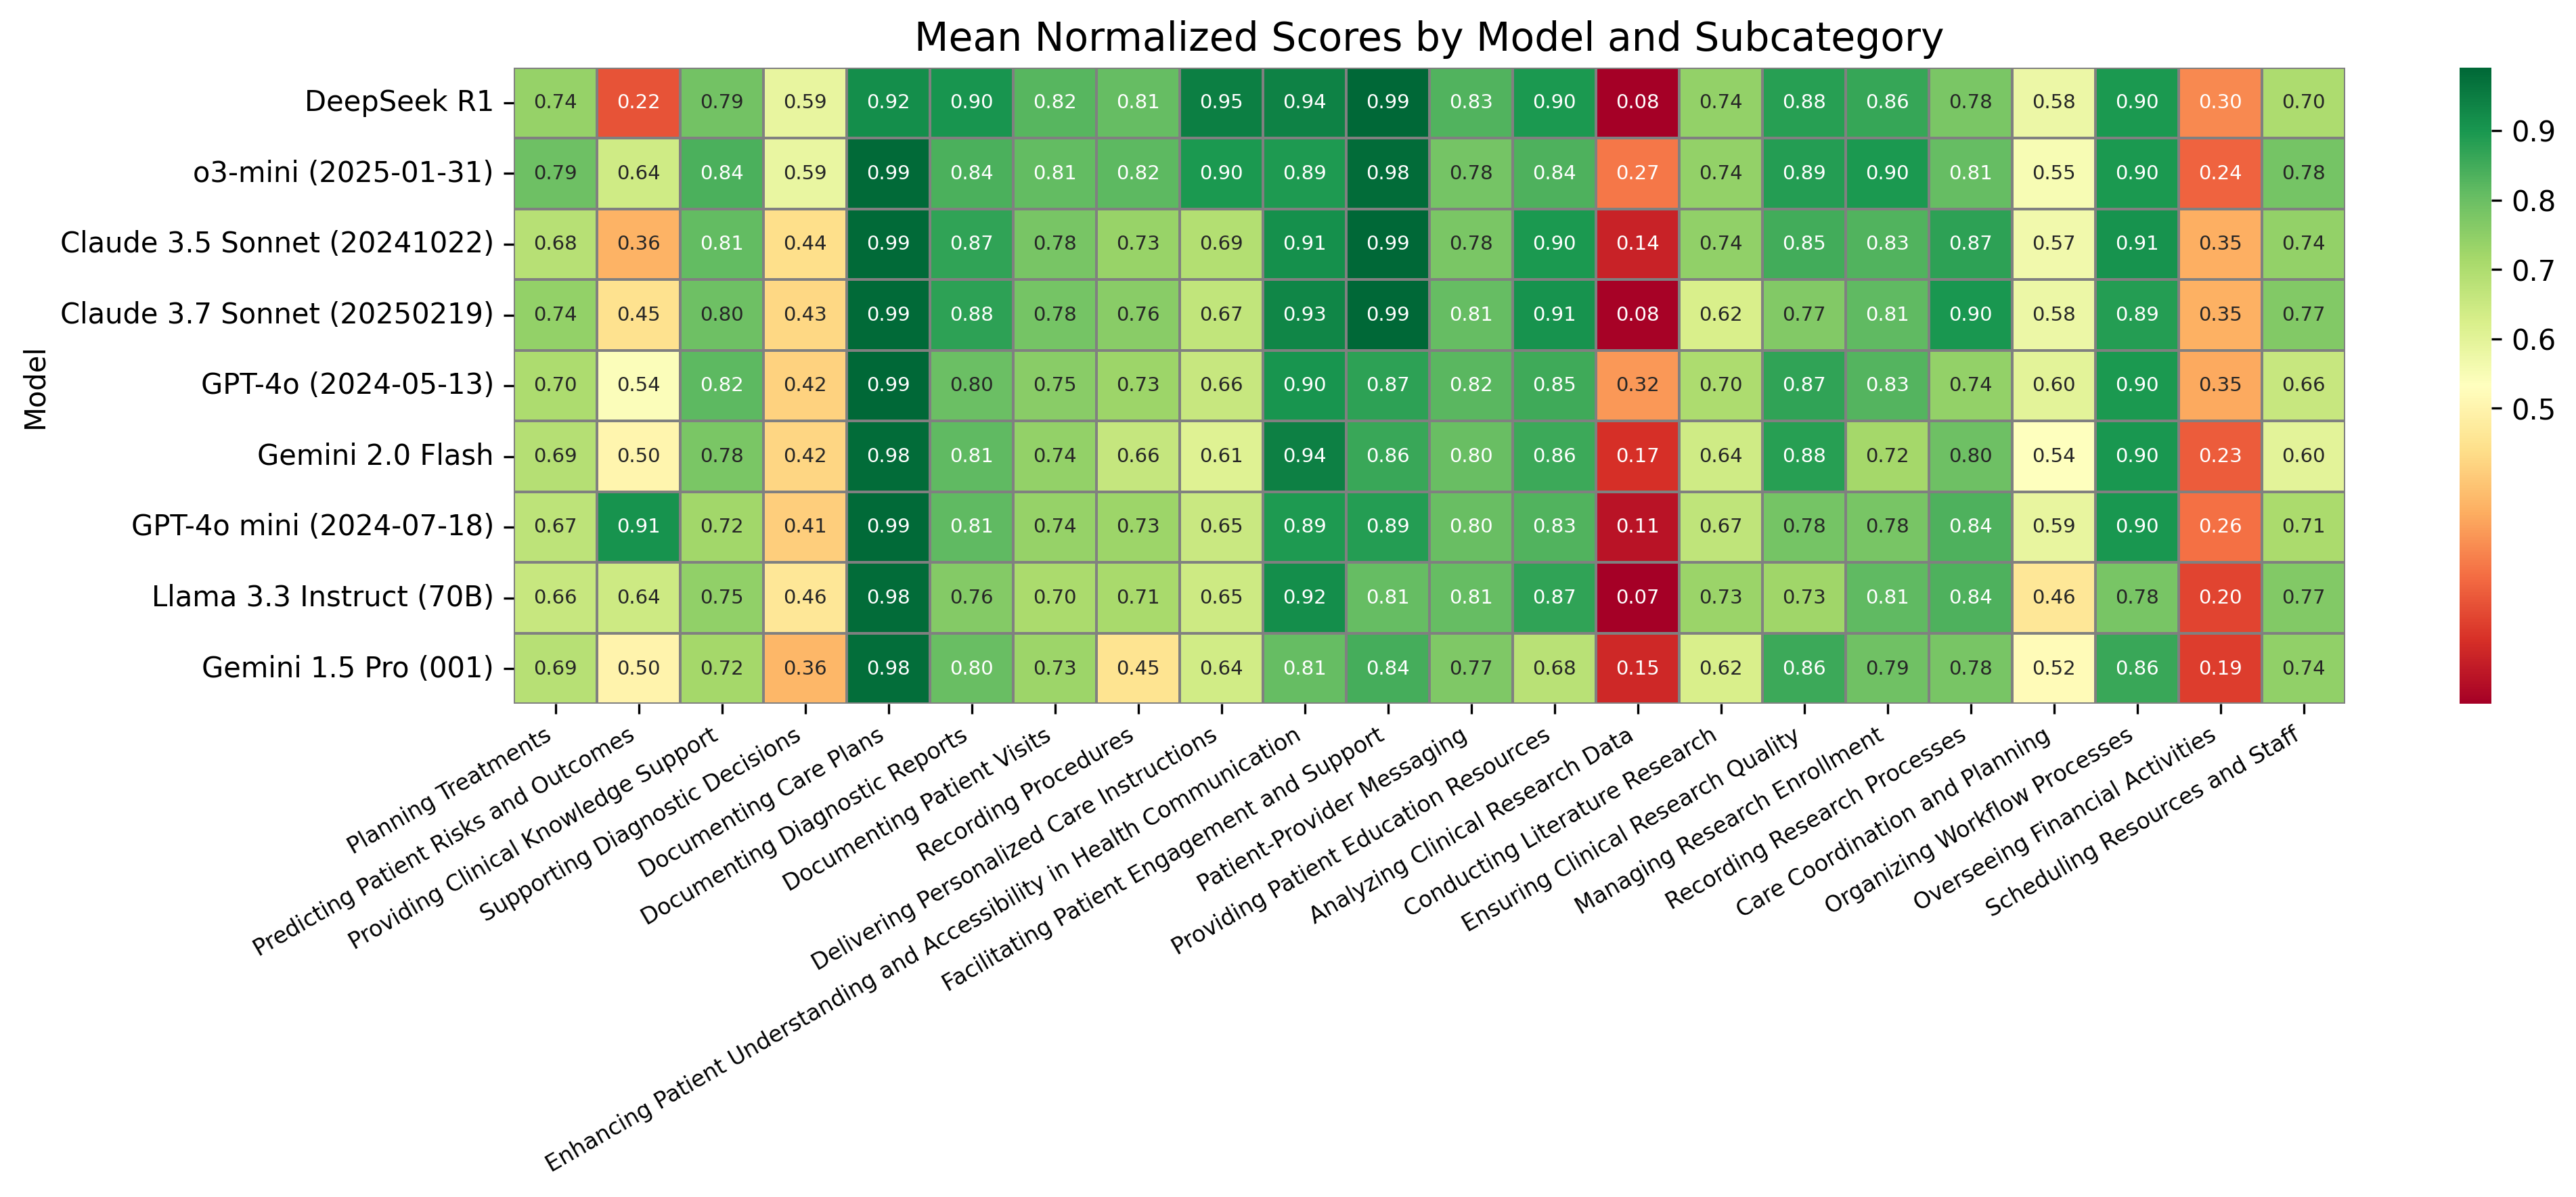 Mean Normalized Scores by Model and Subcategory
Model
DeepSeek R1 0.74 0.22 0.79 0.59 0.92 0.90 0.82 0.81 0.95 0.94 0.99 0.83 0.90 0.08 0.74 0.88 0.86 0.78 0.58 0.90 0.30 0.70
o3-mini (2025-01-31) 0.79 0.64 0.84 0.59 0.99 0.84 0.81 0.82 0.90 0.89 0.98 0.78 0.84 0.27 0.74 0.89 0.90 0.81 0.55 0.90 0.24 0.78
Claude 3.5 Sonnet (20241022) 0.68 0.36 0.81 0.44 0.99 0.87 0.78 0.73 0.69 0.91 0.99 0.78 0.90 0.14 0.74 0.85 0.83 0.87 0.57 0.91 0.35 0.74
Claude 3.7 Sonnet (20250219) 0.74 0.45 0.80 0.43 0.99 0.88 0.78 0.76 0.67 0.93 0.99 0.81 0.91 0.08 0.62 0.77 0.81 0.90 0.58 0.89 0.35 0.77
GPT-4o (2024-05-13) 0.70 0.54 0.82 0.42 0.99 0.80 0.75 0.73 0.66 0.90 0.87 0.82 0.85 0.32 0.70 0.87 0.83 0.74 0.60 0.90 0.35 0.66
Gemini 2.0 Flash 0.69 0.50 0.78 0.42 0.98 0.81 0.74 0.66 0.61 0.94 0.86 0.80 0.86 0.17 0.64 0.88 0.72 0.80 0.54 0.90 0.23 0.60
GPT-4o mini (2024-07-18) 0.67 0.91 0.72 0.41 0.99 0.81 0.74 0.73 0.65 0.89 0.89 0.80 0.83 0.11 0.67 0.78 0.78 0.84 0.59 0.90 0.26 0.71
Llama 3.3 Instruct (70B) 0.66 0.64 0.75 0.46 0.98 0.76 0.70 0.71 0.65 0.92 0.81 0.81 0.87 0.07 0.73 0.73 0.81 0.84 0.46 0.78 0.20 0.77
Gemini 1.5 Pro (001) 0.69 0.50 0.72 0.36 0.98 0.80 0.73 0.45 0.64 0.81 0.84 0.77 0.68 0.15 0.62 0.86 0.79 0.78 0.52 0.86 0.19 0.74
Planning Treatments
Predicting Patient Risks and Outcomes
Providing Clinical Knowledge Support
Supporting Diagnostic Decisions
Documenting Care Plans
Documenting Diagnostic Reports
Documenting Patient Visits
Recording Procedures
Delivering Personalized Care Instructions
Enhancing Patient Understanding and Accessibility in Health Communication
Facilitating Patient Engagement and Support
Patient-Provider Messaging
Providing Patient Education Resources
Analyzing Clinical Research Data
Conducting Literature Research
Ensuring Clinical Research Quality
Managing Research Enrollment
Recording Research Processes
Care Coordination and Planning
Organizing Workflow Processes
Overseeing Financial Activities
Scheduling Resources and Staff
0.9
0.8
0.7
0.6
0.5